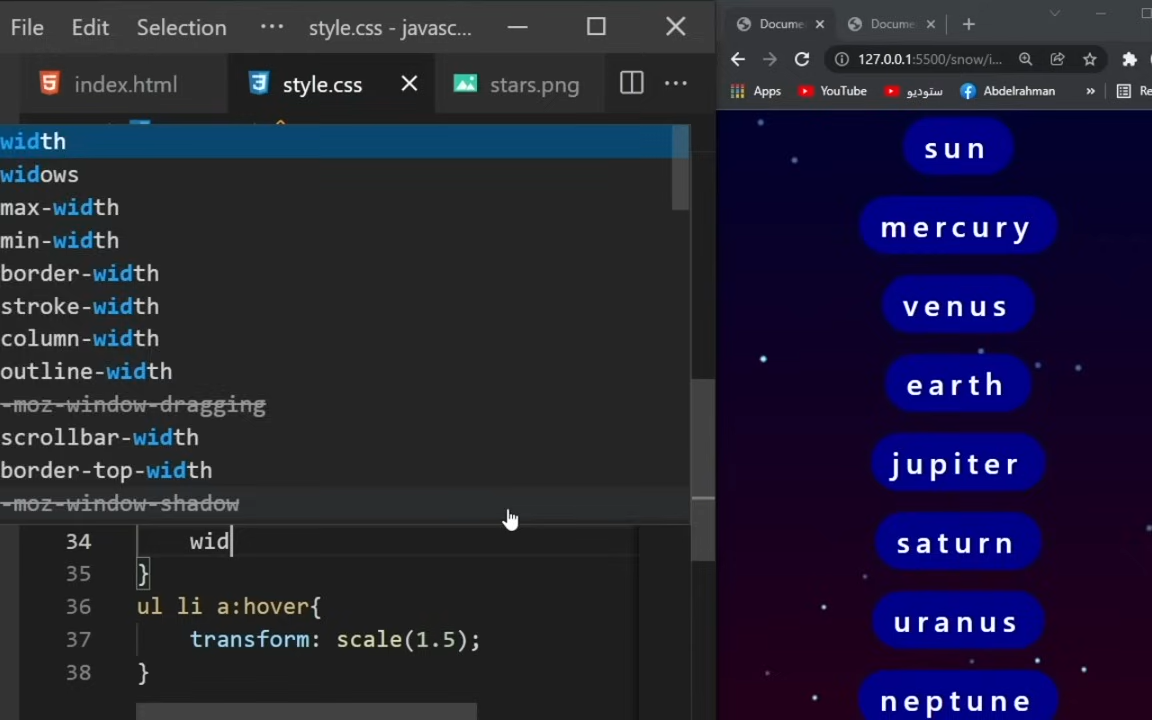 File Edit Selection ··· style.css - javasc...
index.html style.css stars.png ···
width
widows
max-width
min-width
border-width
stroke-width
column-width
outline-width
-moz-window-dragging
scrollbar-width
border-top-width
-moz-window-shadow
34 wid
35 }
36 ul li a:hover{
37 transform: scale(1.5);
38 }
Docume Docume
127.0.0.1:5500/snow/i...
Apps YouTube ستوديو Abdelrahman » Re
sun
mercury
venus
earth
jupiter
saturn
uranus
neptune